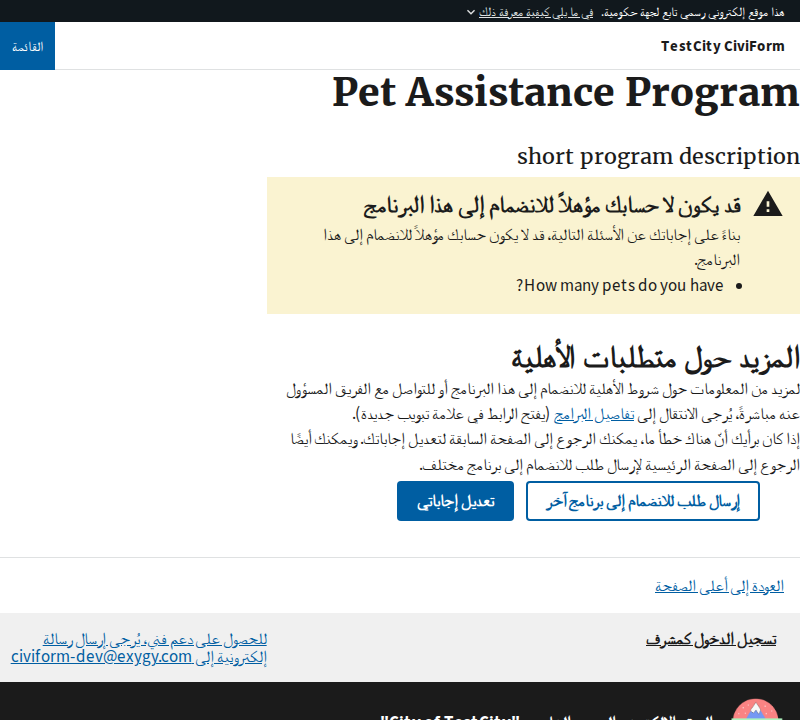 هذا موقع إلكتروني رسمي تابع لجهة حكومية. في ما يلي كيفية معرفة ذلك
TestCity CiviForm
القائمة
Pet Assistance Program
short program description
قد يكون لا حسابك مؤهلاً للانضمام إلى هذا البرنامج
بناءً على إجاباتك عن الأسئلة التالية، قد لا يكون حسابك مؤهلاً للانضمام إلى هذا
البرنامج.
How many pets do you have?
المزيد حول متطلبات الأهلية
لمزيد من المعلومات حول شروط الأهلية للانضمام إلى هذا البرنامج أو للتواصل مع الفريق المسؤول
عنه مباشرةً، يُرجى الانتقال إلى تفاصيل البرامج (يفتح الرابط في علامة تبويب جديدة).
إذا كان برأيك أنّ هناك خطأً ما، يمكنك الرجوع إلى الصفحة السابقة لتعديل إجاباتك. ويمكنك أيضًا
الرجوع إلى الصفحة الرئيسية لإرسال طلب للانضمام إلى برنامج مختلف.
إرسال طلب للانضمام إلى برنامج آخر
تعديل إجاباتي
العودة إلى أعلى الصفحة
تسجيل الدخول كمشرف
للحصول على دعم فني، يُرجى إرسال رسالة
إلكترونية إلى civiform-dev@exygy.com
"City of TestCity"